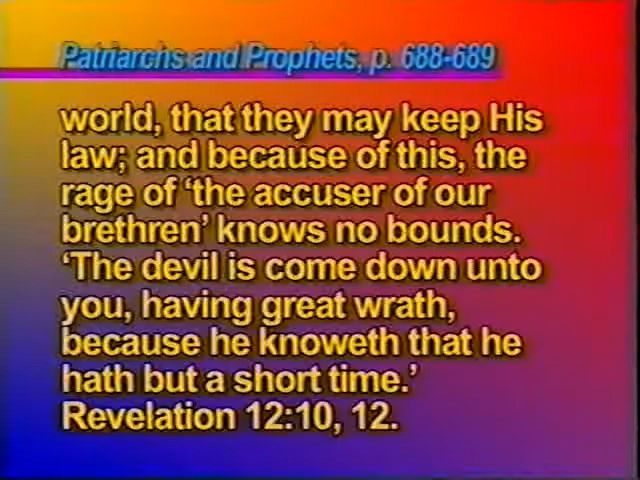 Patriarchs and Prophets, p. 688-689
world, that they may keep His
law; and because of this, the
rage of ‘the accuser of our
brethren’ knows no bounds.
‘The devil is come down unto
you, having great wrath,
because he knoweth that he
hath but a short time.’
Revelation 12:10, 12.